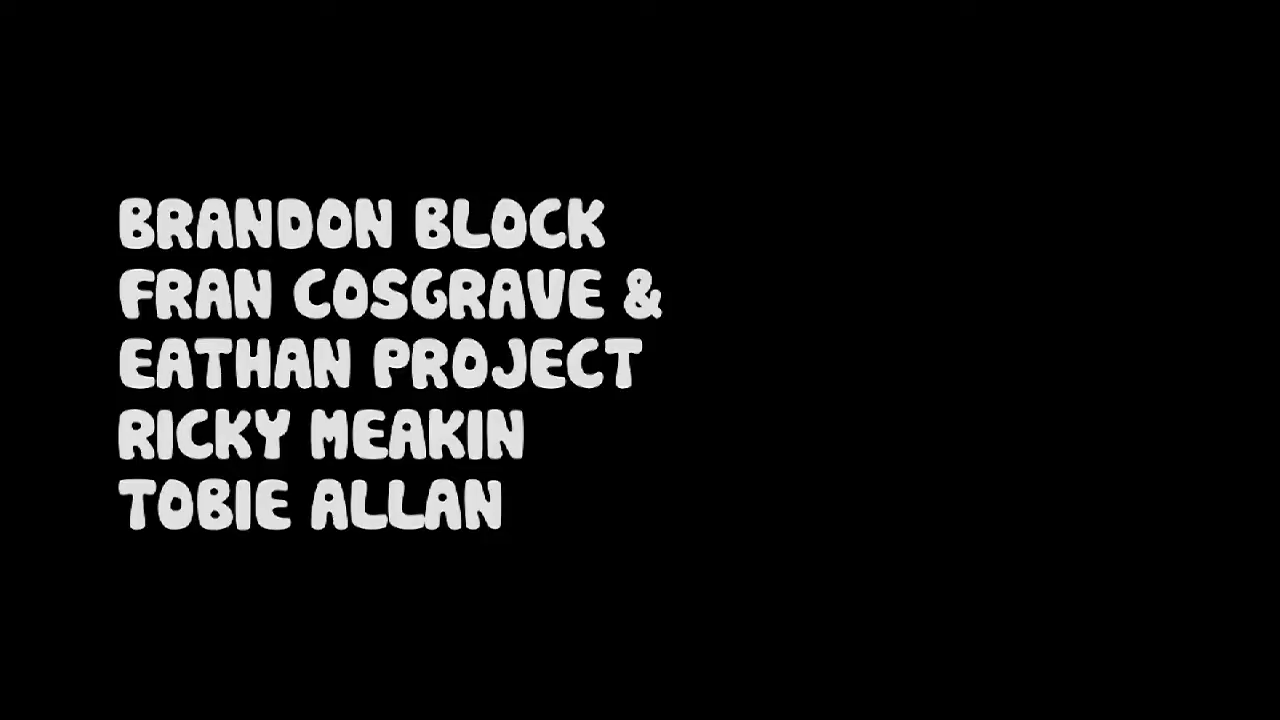 BRANDON BLOCK
FRAN COSGRAVE &
EATHAN PROJECT
RICKY MEAKIN
TOBIE ALLAN